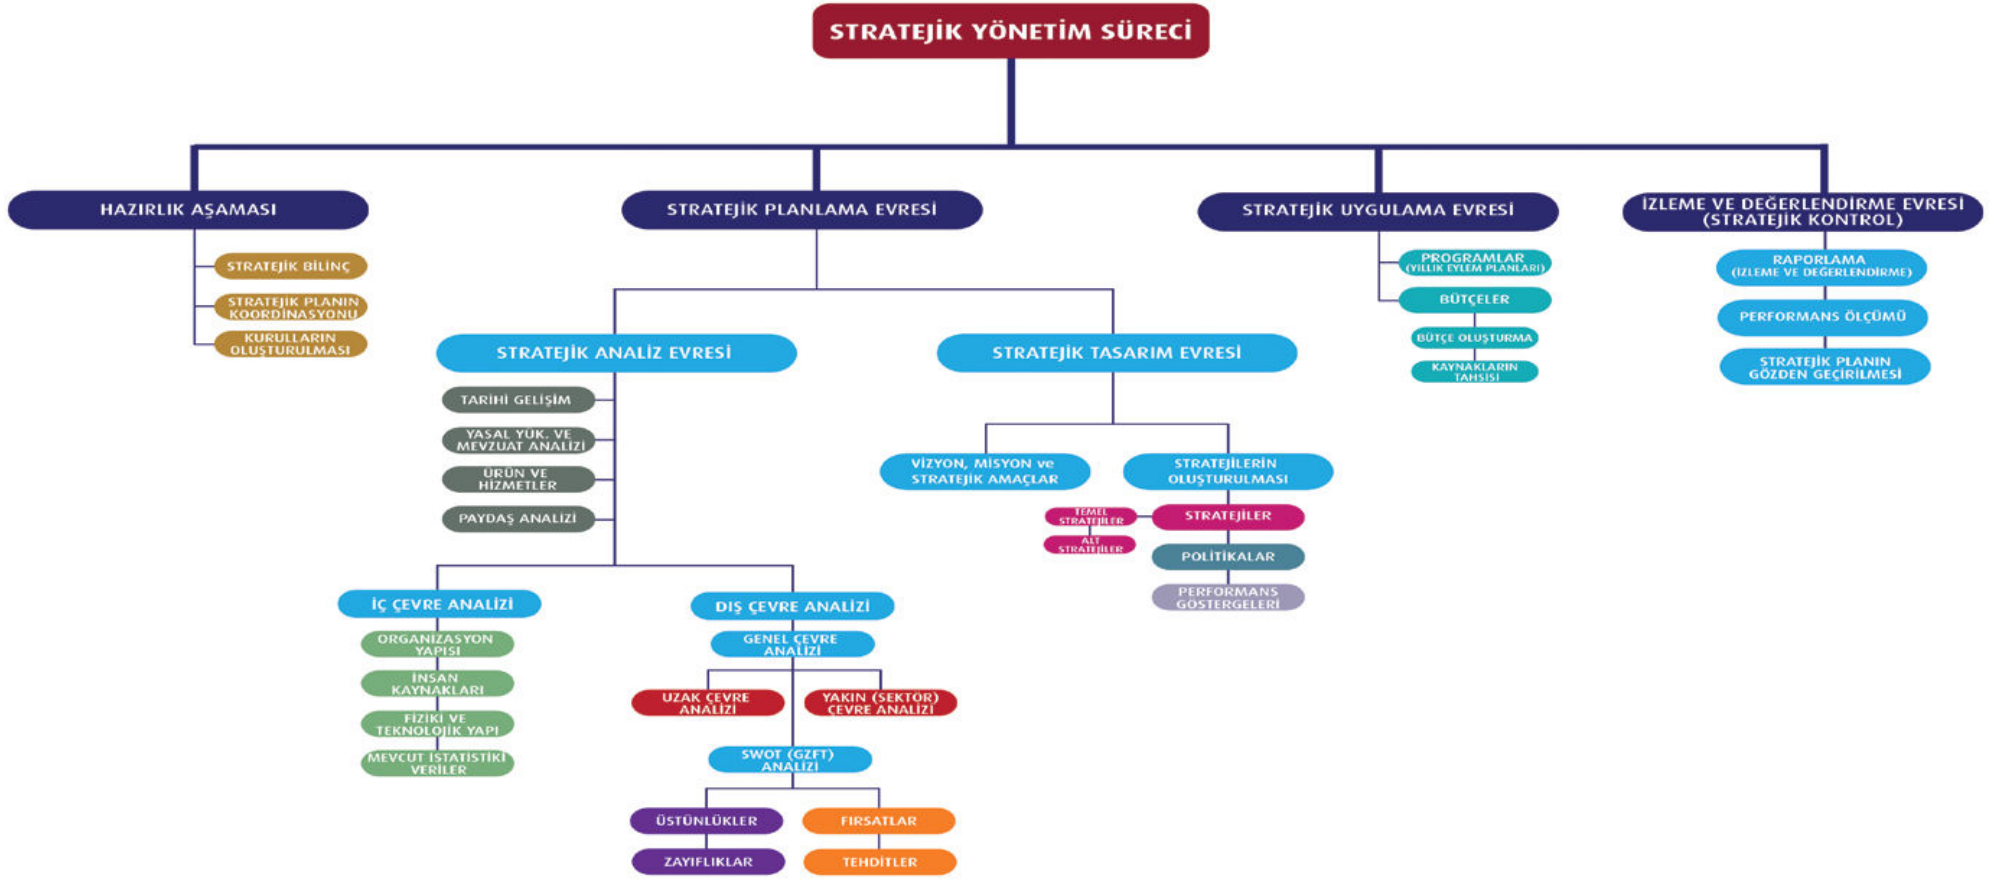 STRATEJİK YÖNETİM SÜRECİ
HAZIRLIK AŞAMASI
STRATEJİK BİLİNÇ
STRATEJİK PLANIN
KOORDİNASYONU
KURULLARIN
OLUŞTURULMASI
STRATEJİK PLANLAMA EVRESİ
STRATEJİK ANALİZ EVRESİ
TARİHİ GELİŞİM
YASAL YÜK. VE
MEVZUAT ANALİZİ
ÜRÜN VE
HİZMETLER
PAYDAŞ ANALİZİ
İÇ ÇEVRE ANALİZİ
ORGANİZASYON
YAPISI
İNSAN
KAYNAKLARI
FİZİKİ VE
TEKNOLOJİK YAPI
MEVCUT İSTATİSTİKİ
VERİLER
DIŞ ÇEVRE ANALİZİ
GENEL ÇEVRE
ANALİZİ
UZAK ÇEVRE
ANALİZİ
YAKIN (SEKTÖR)
ÇEVRE ANALİZİ
SWOT (GZFT)
ANALİZİ
ÜSTÜNLÜKLER
ZAYIFLIKLAR
FIRSATLAR
TEHDİTLER
STRATEJİK TASARIM EVRESİ
VİZYON, MİSYON ve
STRATEJİK AMAÇLAR
STRATEJİLERİN
OLUŞTURULMASI
STRATEJİLER
TEMEL
STRATEJİLER
ALT
STRATEJİLER
POLİTİKALAR
PERFORMANS
GÖSTERGELERİ
STRATEJİK UYGULAMA EVRESİ
PROGRAMLAR
(YILLIK EYLEM PLANLARI)
BÜTÇELER
BÜTÇE OLUŞTURMA
KAYNAKLARIN
TAHSİSİ
İZLEME VE DEĞERLENDİRME EVRESİ
(STRATEJİK KONTROL)
RAPORLAMA
(İZLEME VE DEĞERLENDİRME)
PERFORMANS ÖLÇÜMÜ
STRATEJİK PLANIN
GÖZDEN GEÇİRİLMESİ